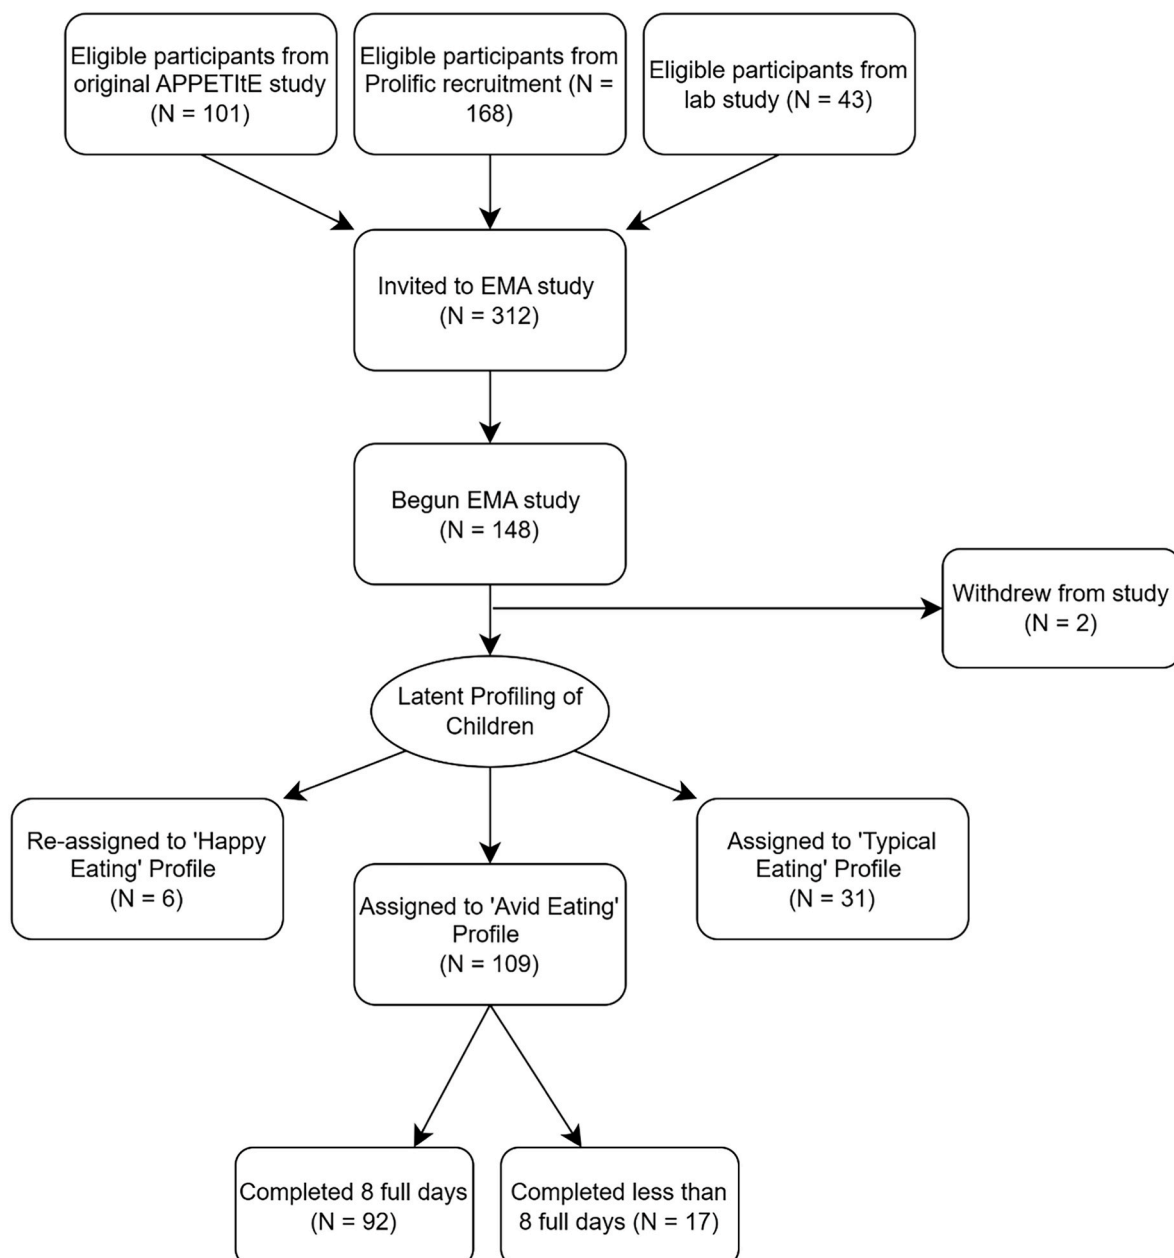 Eligible participants from
original APPETItE study
(N = 101)
Eligible participants from
Prolific recruitment (N =
168)
Eligible participants from
lab study (N = 43)
Invited to EMA study
(N = 312)
Begun EMA study
(N = 148)
Withdrew from study
(N = 2)
Latent Profiling of
Children
Re-assigned to 'Happy
Eating' Profile
(N = 6)
Assigned to 'Avid Eating'
Profile
(N = 109)
Assigned to 'Typical
Eating' Profile
(N = 31)
Completed 8 full days
(N = 92)
Completed less than
8 full days (N = 17)